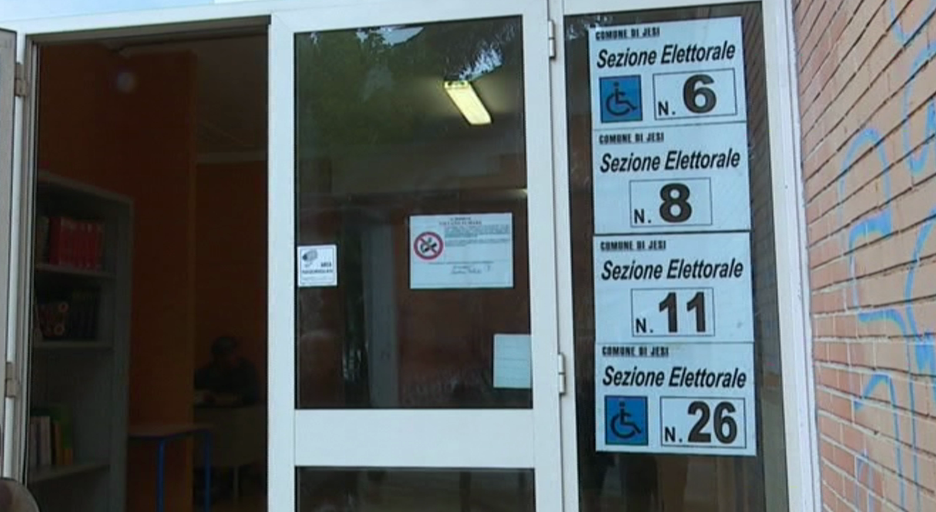 COMUNE DI JESI
Sezione Elettorale
N. 6
COMUNE DI JESI
Sezione Elettorale
N. 8
COMUNE DI JESI
Sezione Elettorale
N. 11
COMUNE DI JESI
Sezione Elettorale
N. 26